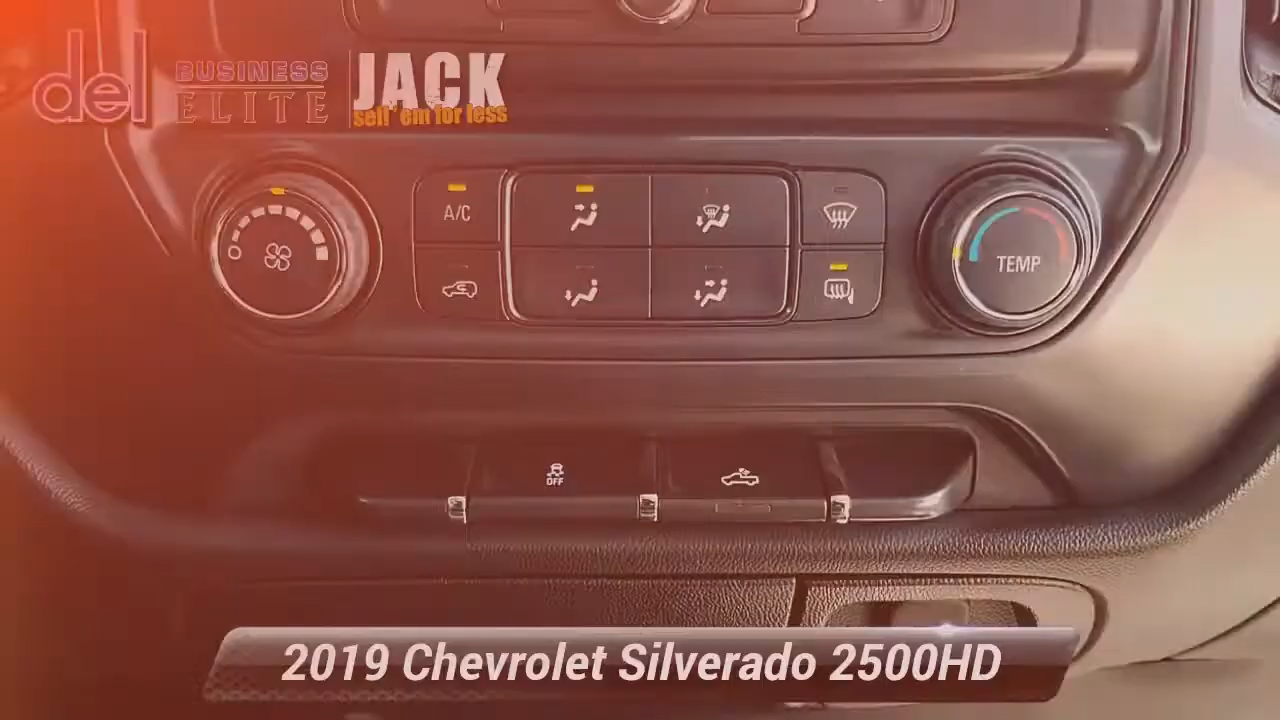 del
BUSINESS
ELITE
JACK
sell 'em for less
A/C
TEMP
OFF
2019 Chevrolet Silverado 2500HD